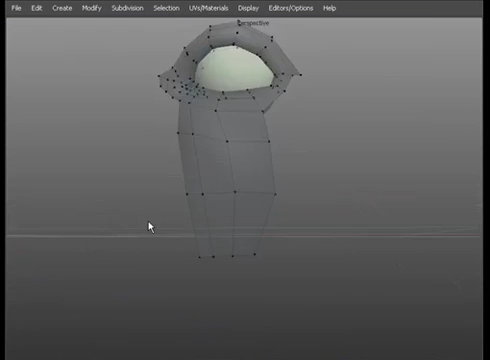 File Edit Create Modify Subdivision Selection UVs/Materials Display Editors/Options Help
Perspective